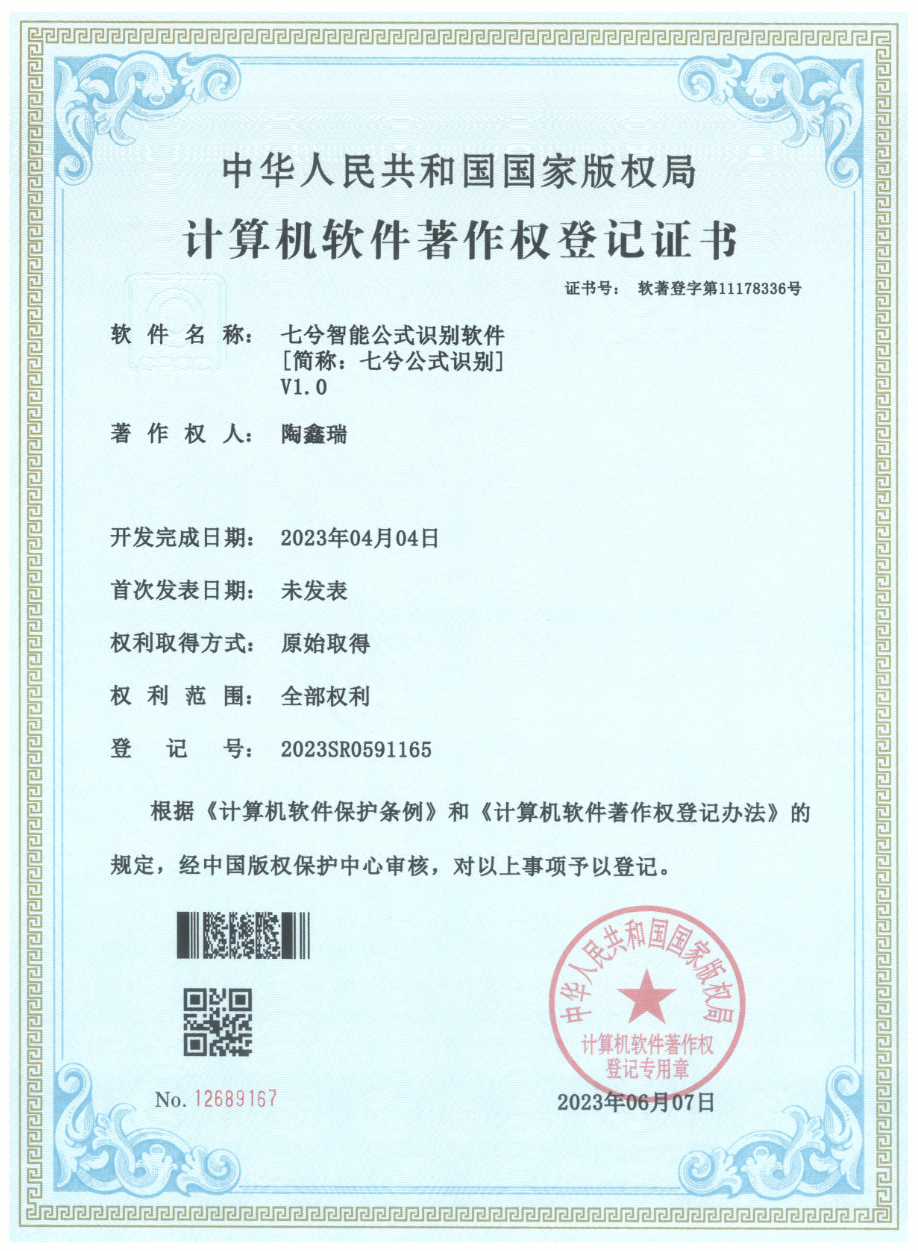 中华人民共和国国家版权局
计算机软件著作权登记证书
证书号： 软著登字第11178336号
软件名称： 七兮智能公式识别软件
[简称：七兮公式识别]
V1.0
著作权人： 陶鑫瑞
开发完成日期： 2023年04月04日
首次发表日期： 未发表
权利取得方式： 原始取得
权利范围： 全部权利
登记号： 2023SR0591165
根据《计算机软件保护条例》和《计算机软件著作权登记办法》的
规定，经中国版权保护中心审核，对以上事项予以登记。
中华人民共和国国家版权局
计算机软件著作权
登记专用章
No. 12689167
2023年06月07日